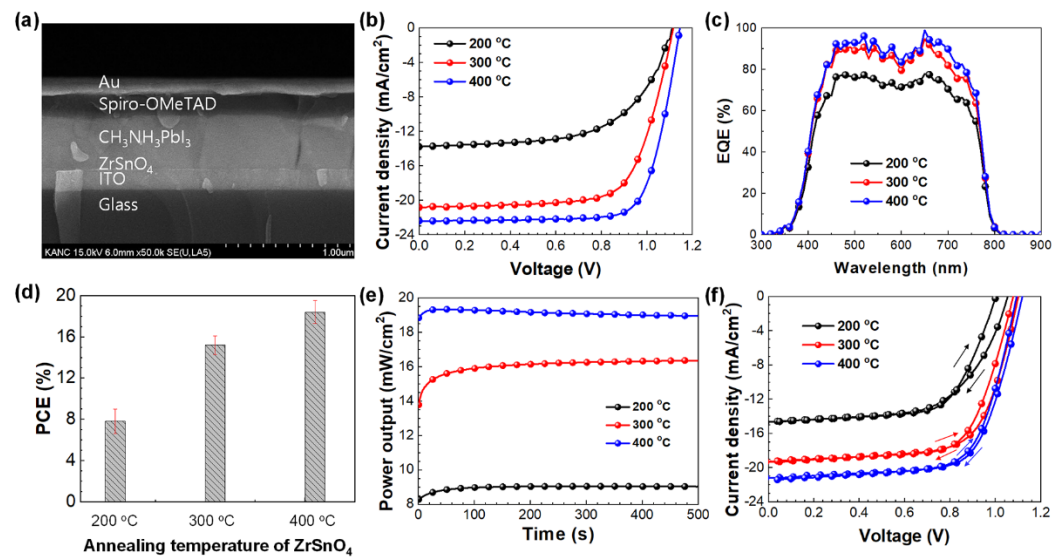 (a)
Au
Spiro-OMeTAD
CH₃NH₃PbI₃
ZrSnO₄
ITO
Glass
KANC 15.0kV 6.0mm x50.0k SE(U,LA5)
1.00um
(b)
200 °C
300 °C
400 °C
0
-4
-8
-12
-16
-20
-24
0.0 0.2 0.4 0.6 0.8 1.0 1.2
Current density (mA/cm²)
Voltage (V)
(c)
100
80
60
40
20
0
200 °C
300 °C
400 °C
300 400 500 600 700 800 900
EQE (%)
Wavelength (nm)
(d)
20
16
12
8
4
0
200 °C 300 °C 400 °C
PCE (%)
Annealing temperature of ZrSnO₄
(e)
20
18
16
14
12
10
8
200 °C
300 °C
400 °C
0 100 200 300 400 500
Power output (mW/cm²)
Time (s)
(f)
0
-4
-8
-12
-16
-20
-24
200 °C
300 °C
400 °C
0.0 0.2 0.4 0.6 0.8 1.0 1.2
Current density (mA/cm²)
Voltage (V)